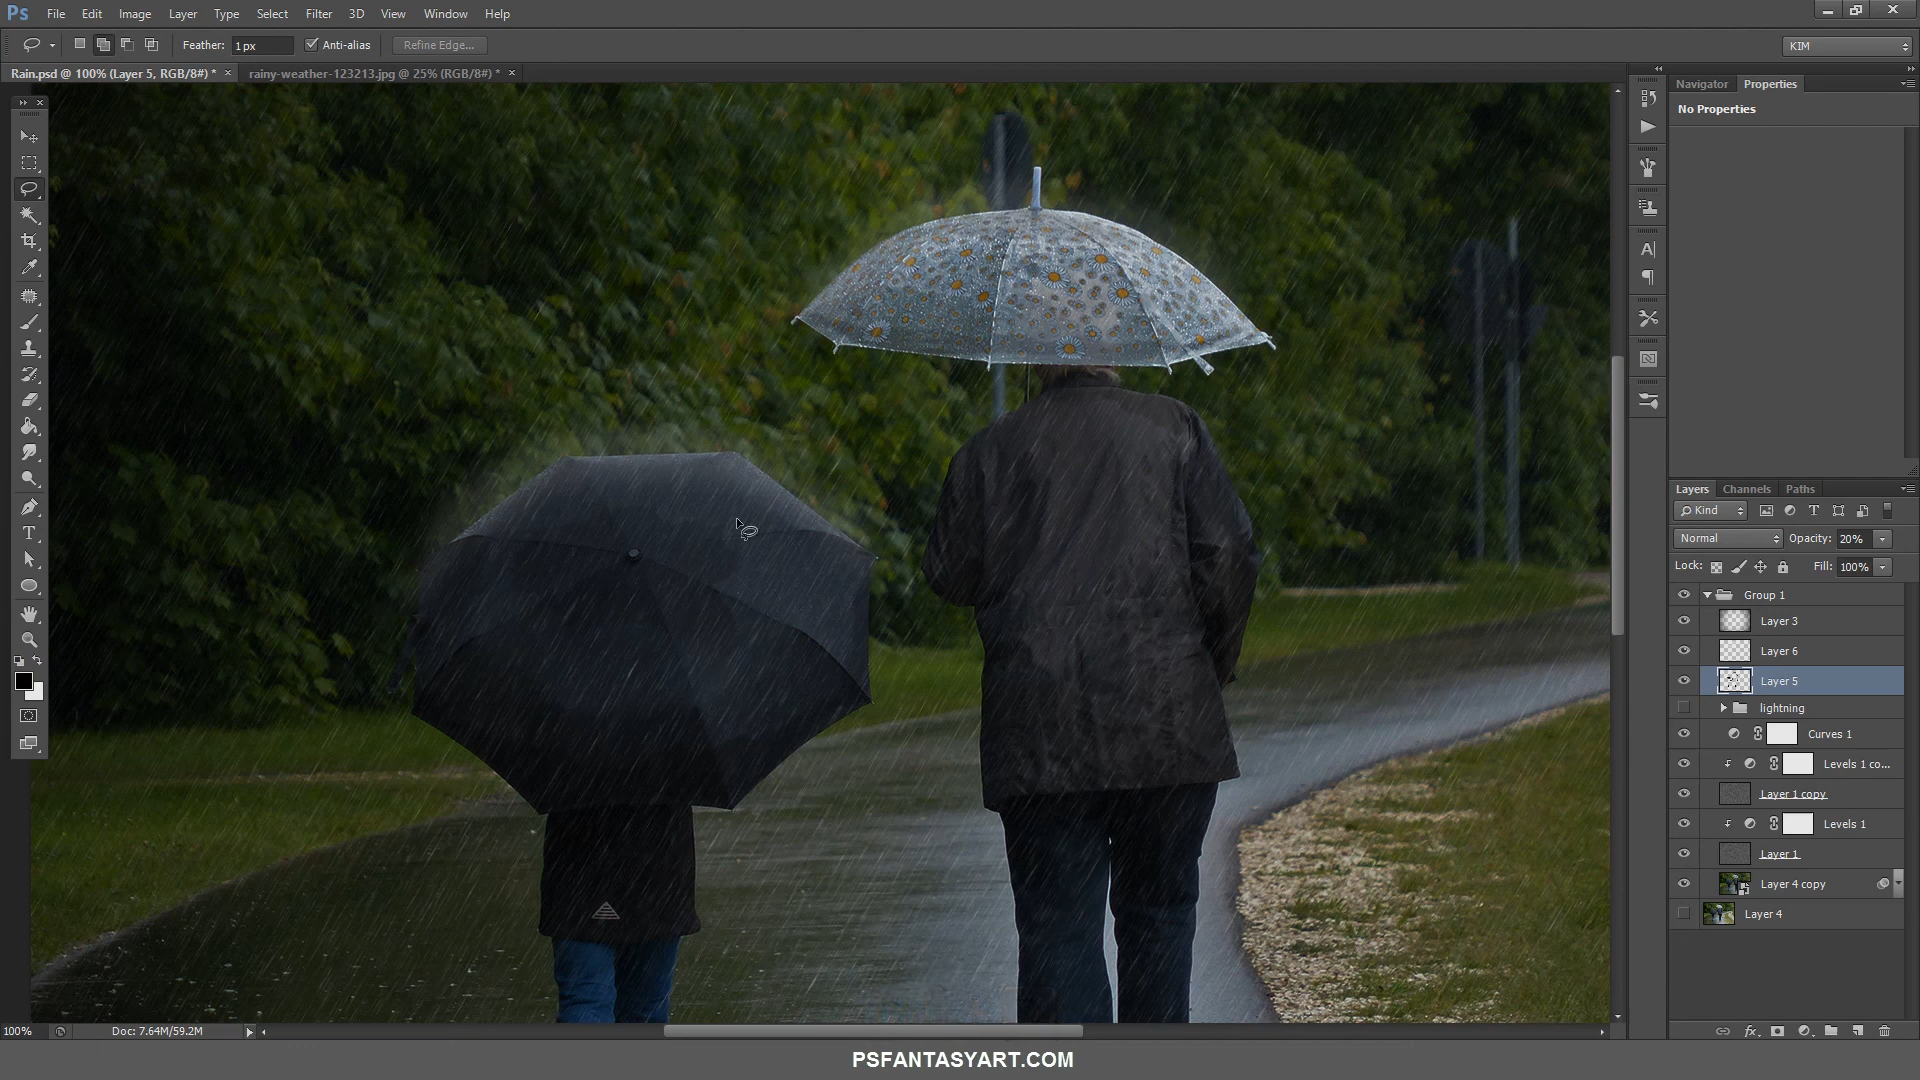 Ps File Edit Image Layer Type Select Filter 3D View Window Help
Feather: 1 px Anti-alias Refine Edge... KIM
Rain.psd @ 100% (Layer 5, RGB/8#) * × rainy-weather-123213.jpg @ 25% (RGB/8#) * ×
Navigator Properties
No Properties
Layers Channels Paths
Kind
Normal Opacity: 20%
Lock: Fill: 100%
Group 1
Layer 3
Layer 6
Layer 5
lightning
Curves 1
Levels 1 co...
Layer 1 copy
Levels 1
Layer 1
Layer 4 copy
Layer 4
100% Doc: 7.64M/59.2M
PSFANTASYART.COM